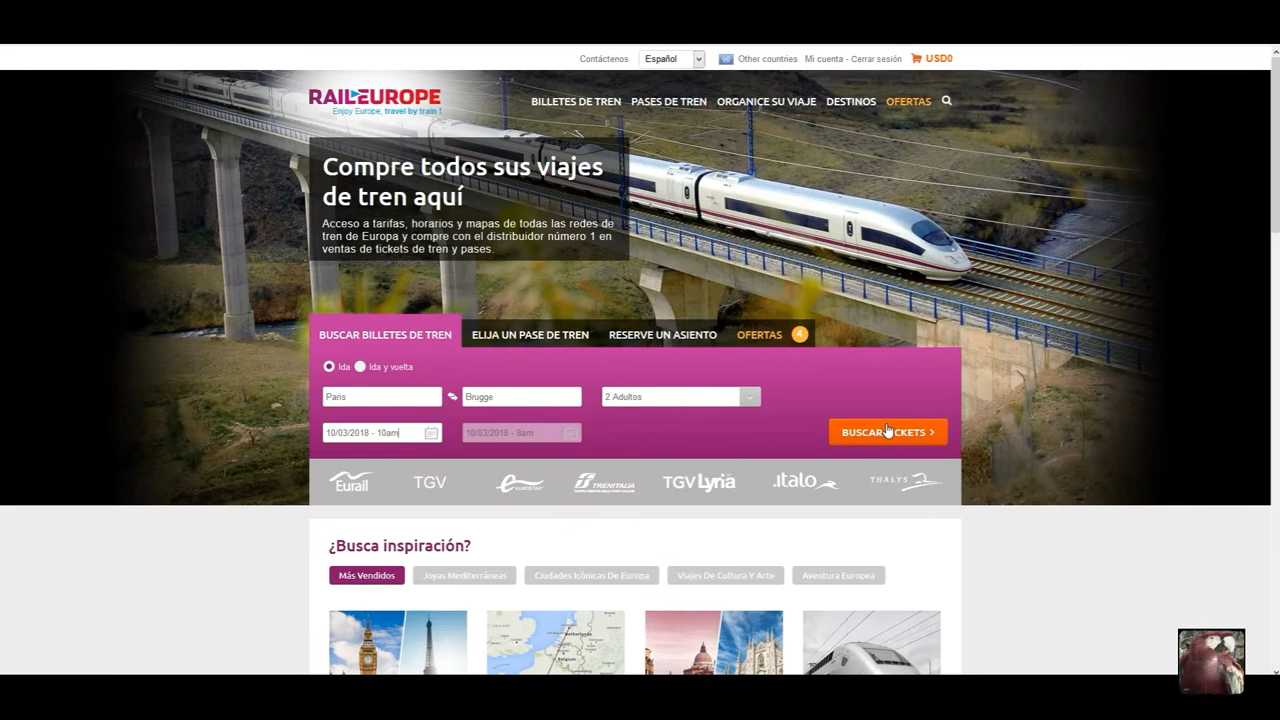 Contáctenos Español Other countries Mi cuenta - Cerrar sesión USD0
RAILEUROPE
Enjoy Europe, travel by train !
BILLETES DE TREN PASES DE TREN ORGANICE SU VIAJE DESTINOS OFERTAS
Compre todos sus viajes
de tren aquí
Acceso a tarifas, horarios y mapas de todas las redes de
tren de Europa y compre con el distribuidor número 1 en
ventas de tickets de tren y pases.
BUSCAR BILLETES DE TREN ELIJA UN PASE DE TREN RESERVE UN ASIENTO OFERTAS 4
Ida Ida y vuelta
Paris Brugge 2 Adultos
10/03/2018 - 10am 10/03/2018 - 8am BUSCAR TICKETS >
Eurail TGV EUROSTAR TRENITALIA TGV Lyria .italo THALYS
¿Busca inspiración?
Más Vendidos Joyas Mediterráneas Ciudades Icónicas De Europa Viajes De Cultura Y Arte Aventura Europea
Netherlands
Belgium